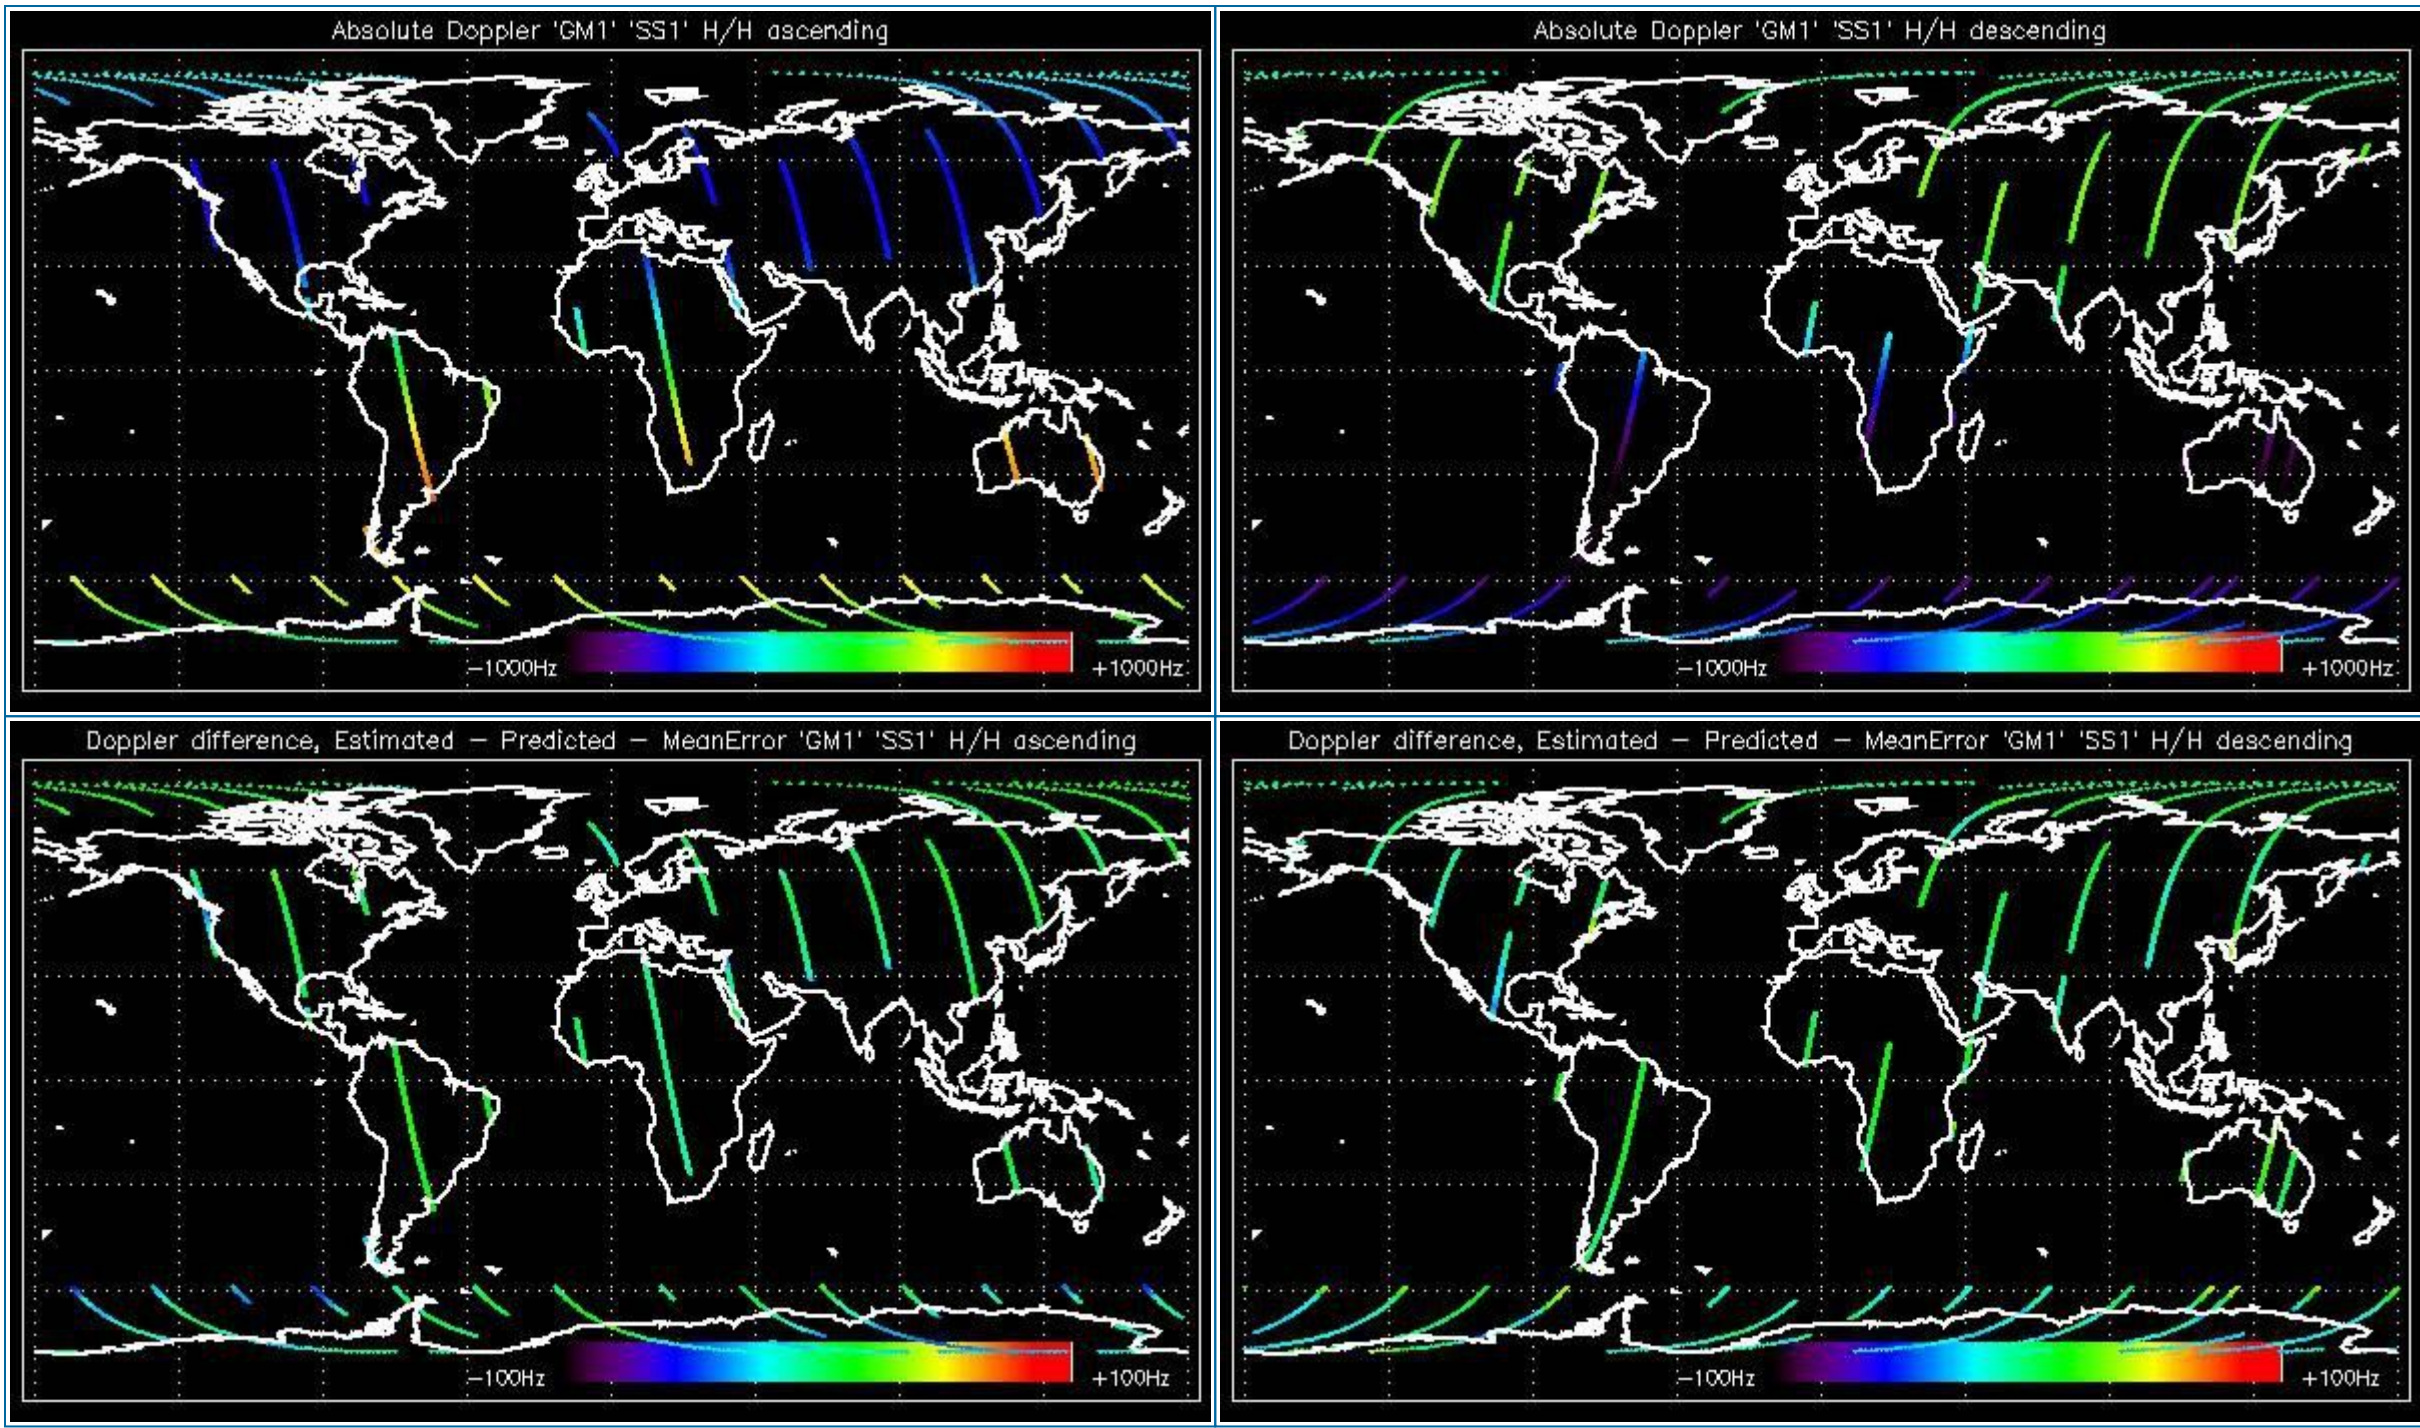 Absolute Doppler 'GM1' 'SS1' H/H ascending
−1000Hz
+1000Hz
Absolute Doppler 'GM1' 'SS1' H/H descending
−1000Hz
+1000Hz
Doppler difference, Estimated − Predicted − MeanError 'GM1' 'SS1' H/H ascending
−100Hz
+100Hz
Doppler difference, Estimated − Predicted − MeanError 'GM1' 'SS1' H/H descending
−100Hz
+100Hz